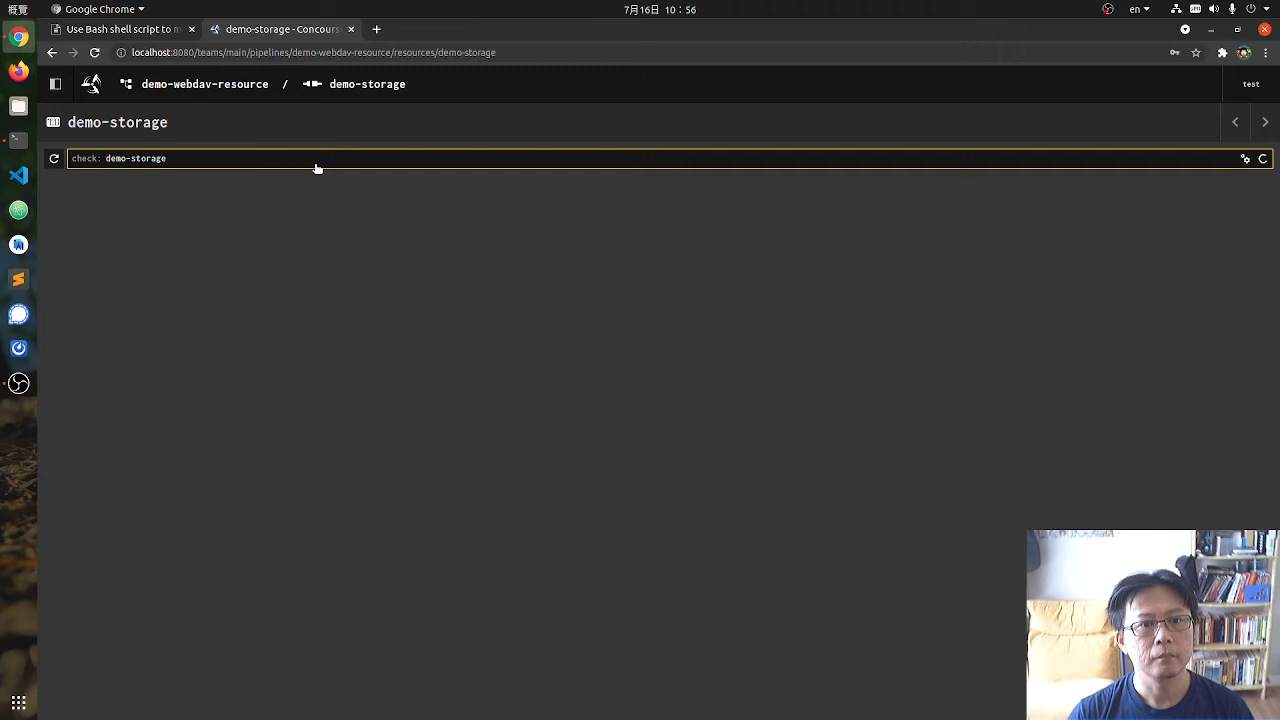 概覽 Google Chrome 7月16日 10：56 en
Use Bash shell script to m demo-storage - Concours
localhost:8080/teams/main/pipelines/demo-webdav-resource/resources/demo-storage
demo-webdav-resource / demo-storage test
demo-storage
check: demo-storage